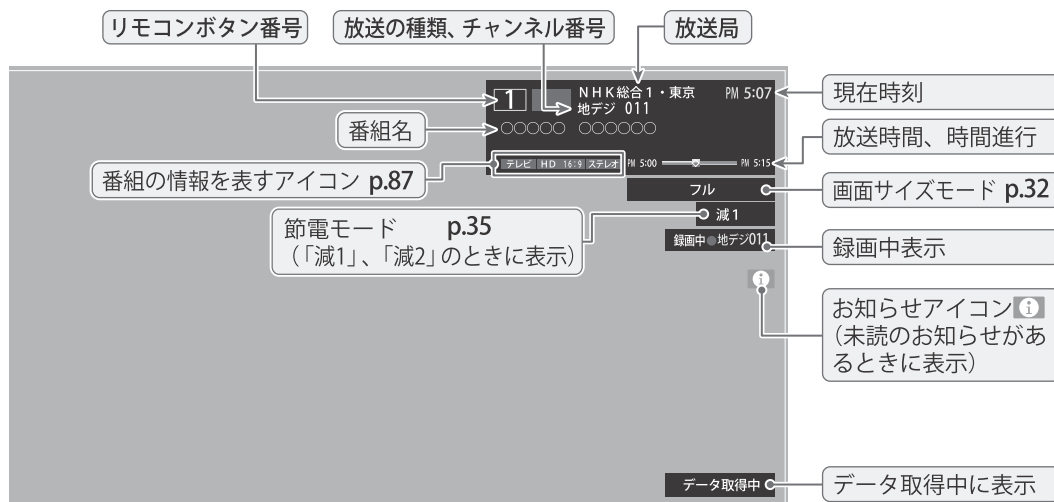 リモコンボタン番号
放送の種類、チャンネル番号
放送局
1
NHK総合1・東京
PM 5:07
地デジ 011
現在時刻
番組名
○○○○○ ○○○○○○
放送時間、時間進行
テレビ HD 16:9 ステレオ PM 5:00 PM 5:15
番組の情報を表すアイコン p.87
フル
画面サイズモード p.32
節電モード p.35
(「減1」、「減2」のときに表示)
減1
録画中●地デジ011
録画中表示
お知らせアイコン i
(未読のお知らせがあ
るときに表示)
データ取得中
データ取得中に表示